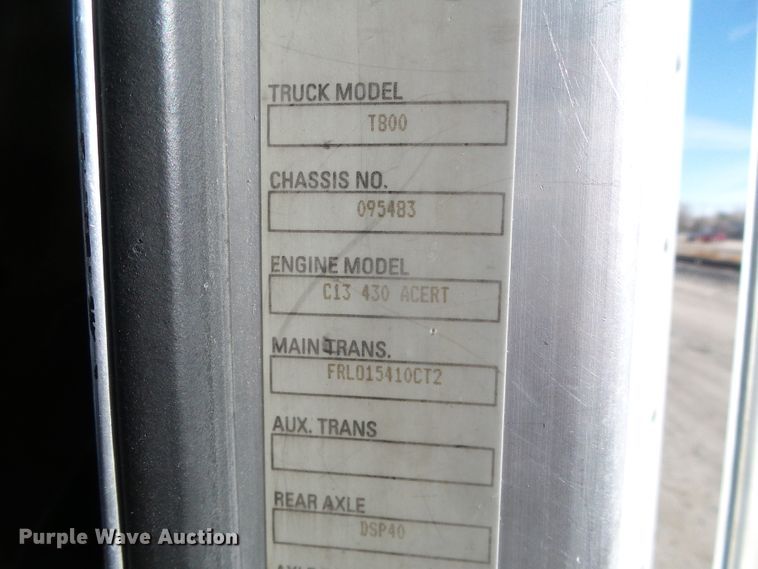 TRUCK MODEL
T800
CHASSIS NO.
095483
ENGINE MODEL
C13 430 ACERT
MAIN TRANS.
FRLO15410CT2
AUX. TRANS
REAR AXLE
DSP40
Purple Wave Auction®